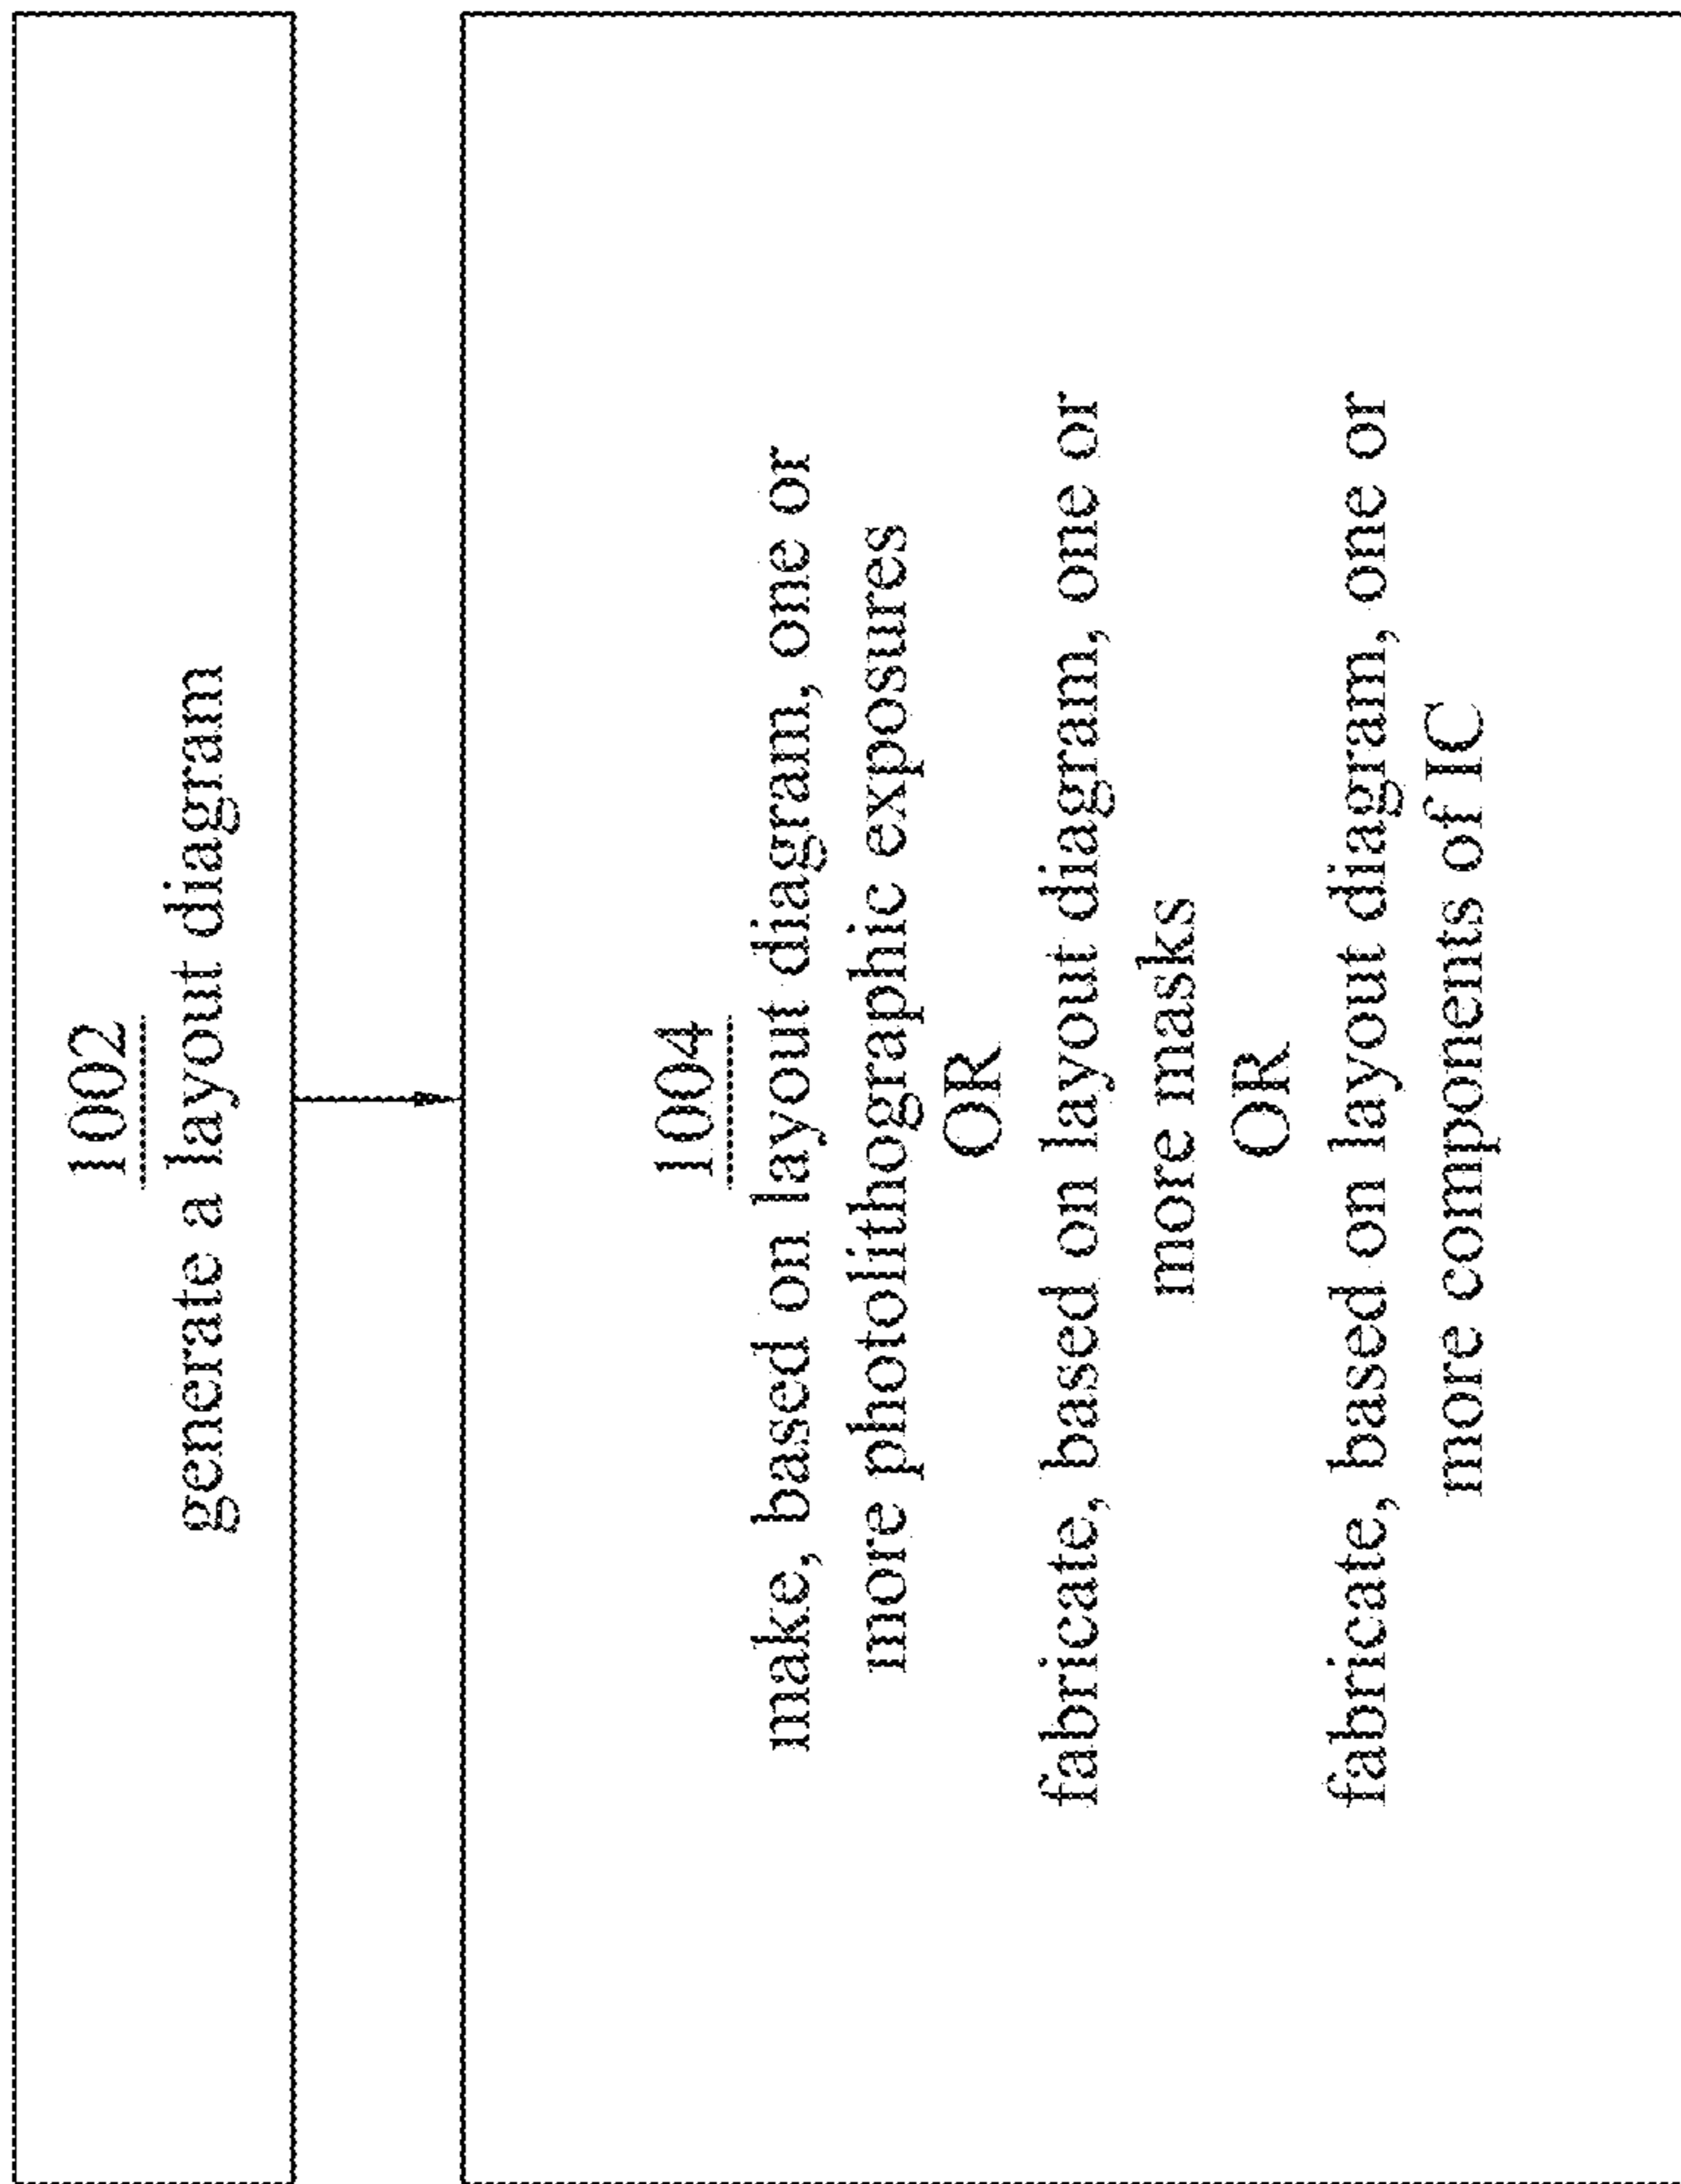 1002
generate a layout diagram
1004
make, based on layout diagram, one or
more photolithographic exposures
OR
fabricate, based on layout diagram, one or
more masks
OR
fabricate, based on layout diagram, one or
more components of IC